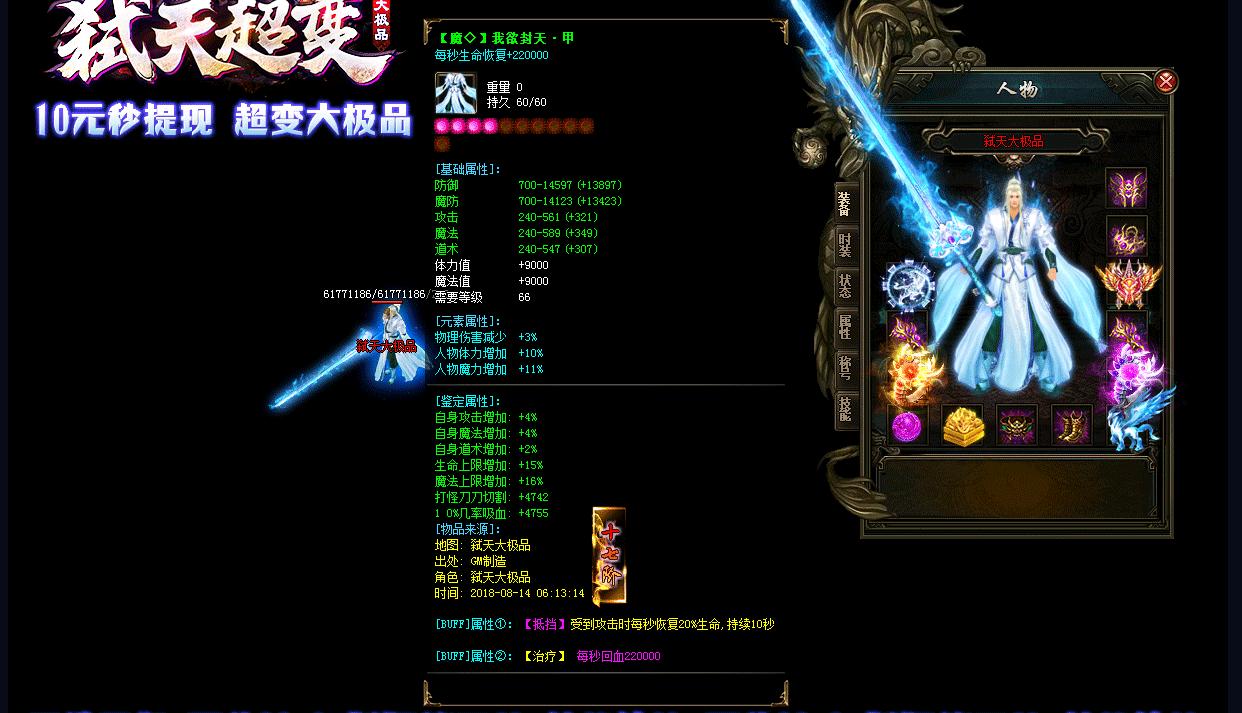 弑天超变
大极品
10元秒提现 超变大极品
61771186/61771186/
弑天大极品
【魔◇】我欲封天·甲
每秒生命恢复+220000
重量 0
持久 60/60
[基础属性]:
防御 700-14597 (+13897)
魔防 700-14123 (+13423)
攻击 240-561 (+321)
魔法 240-589 (+349)
道术 240-547 (+307)
体力值 +9000
魔法值 +9000
需要等级 66
[元素属性]:
物理伤害减少 +3%
人物体力增加 +10%
人物魔力增加 +11%
[鉴定属性]:
自身攻击增加: +4%
自身魔法增加: +4%
自身道术增加: +2%
生命上限增加: +15%
魔法上限增加: +16%
打怪刀刀切割: +4742
1 0%几率吸血: +4755
[物品来源]:
地图: 弑天大极品
出处: GM制造
角色: 弑天大极品
时间: 2018-08-14 06:13:14
十七阶
[BUFF]属性①: 【抵挡】受到攻击时每秒恢复20%生命,持续10秒
[BUFF]属性②: 【治疗】 每秒回血220000
人物
弑天大极品
装备
时装
状态
属性
称号
技能